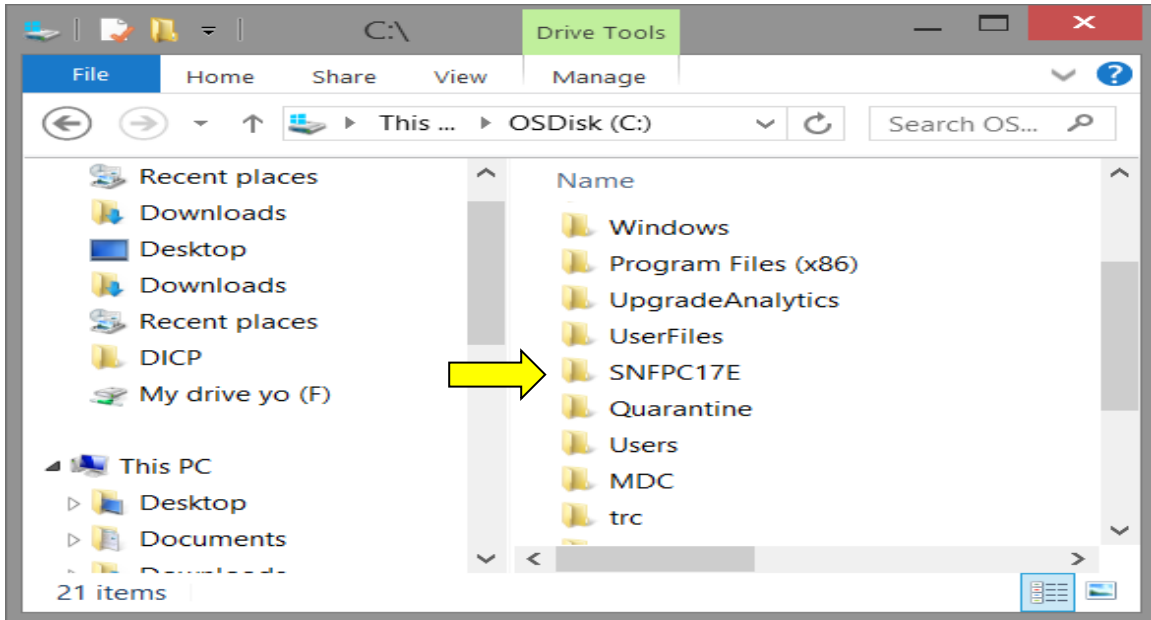 C:\
Drive Tools
File Home Share View Manage
This ... OSDisk (C:) Search OS...
Recent places
Downloads
Desktop
Downloads
Recent places
DICP
My drive yo (F)
This PC
Desktop
Documents
Downloads
Name
Windows
Program Files (x86)
UpgradeAnalytics
UserFiles
SNFPC17E
Quarantine
Users
MDC
trc
21 items